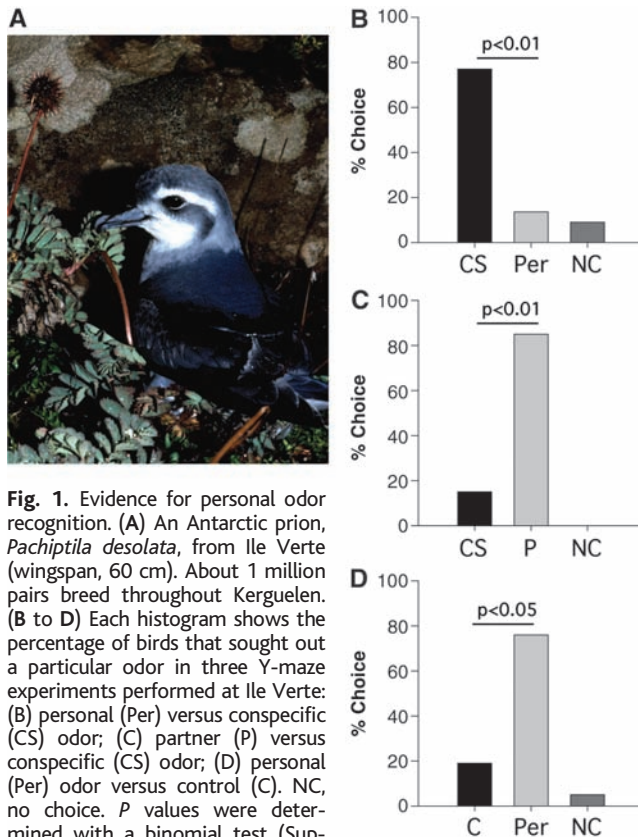 A
Fig. 1. Evidence for personal odor
recognition. (A) An Antarctic prion,
Pachiptila desolata, from Ile Verte
(wingspan, 60 cm). About 1 million
pairs breed throughout Kerguelen.
(B to D) Each histogram shows the
percentage of birds that sought out
a particular odor in three Y-maze
experiments performed at Ile Verte:
(B) personal (Per) versus conspecific
(CS) odor; (C) partner (P) versus
conspecific (CS) odor; (D) personal
(Per) odor versus control (C). NC,
no choice. P values were deter-
mined with a binomial test (Sup-
B
100
80
60
40
20
0
% Choice
p<0.01
CS Per NC
C
100
80
60
40
20
0
% Choice
p<0.01
CS P NC
D
100
80
60
40
20
0
% Choice
p<0.05
C Per NC